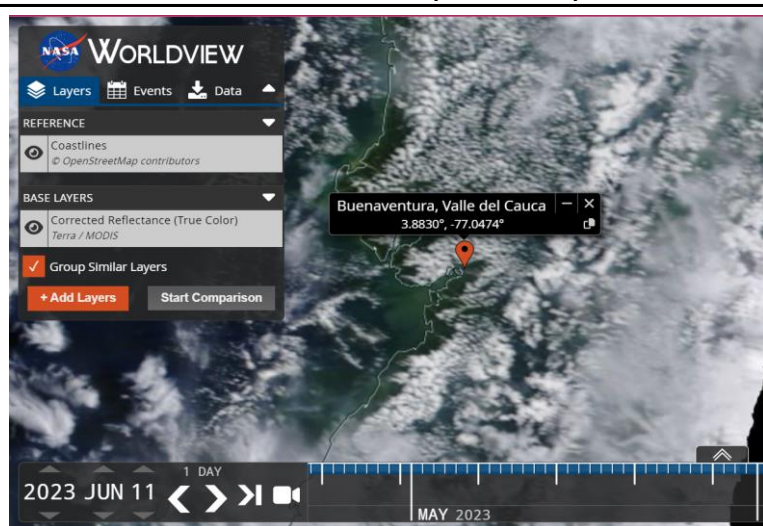 NASA WORLDVIEW
Layers Events Data
REFERENCE
Coastlines
© OpenStreetMap contributors
BASE LAYERS
Corrected Reflectance (True Color)
Terra / MODIS
Group Similar Layers
+ Add Layers Start Comparison
Buenaventura, Valle del Cauca
3.8830°, -77.0474°
1 DAY
2023 JUN 11
MAY 2023